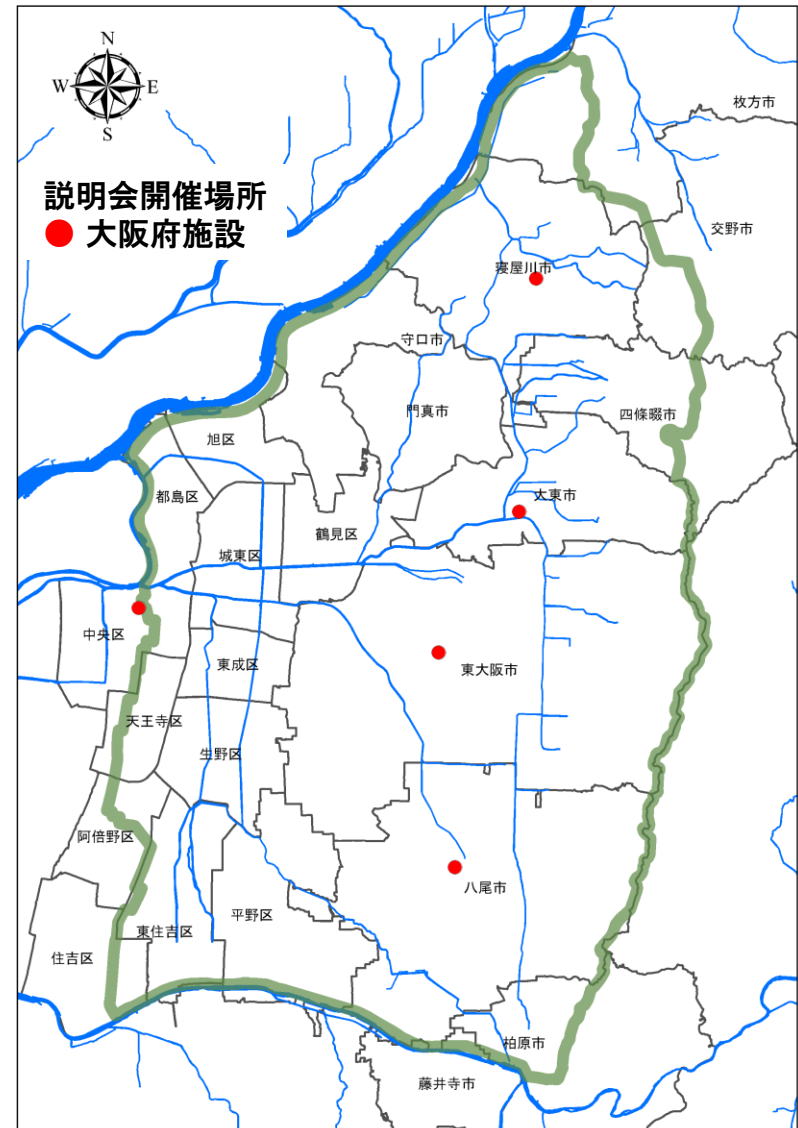 N
W E
S
説明会開催場所
大阪府施設
枚方市
交野市
寝屋川市
守口市
門真市
四條畷市
旭区
都島区
大東市
鶴見区
城東区
中央区
東成区
東大阪市
天王寺区
生野区
阿倍野区
八尾市
平野区
東住吉区
住吉区
柏原市
藤井寺市